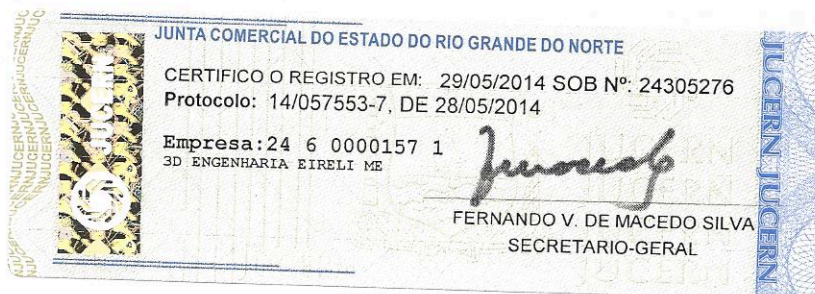 JUNTA COMERCIAL DO ESTADO DO RIO GRANDE DO NORTE
CERTIFICO O REGISTRO EM: 29/05/2014 SOB Nº: 24305276
Protocolo: 14/057553-7, DE 28/05/2014
Empresa:24 6 0000157 1
3D ENGENHARIA EIRELI ME
FERNANDO V. DE MACEDO SILVA
SECRETARIO-GERAL
JUCERN
JUCERN JUCERN